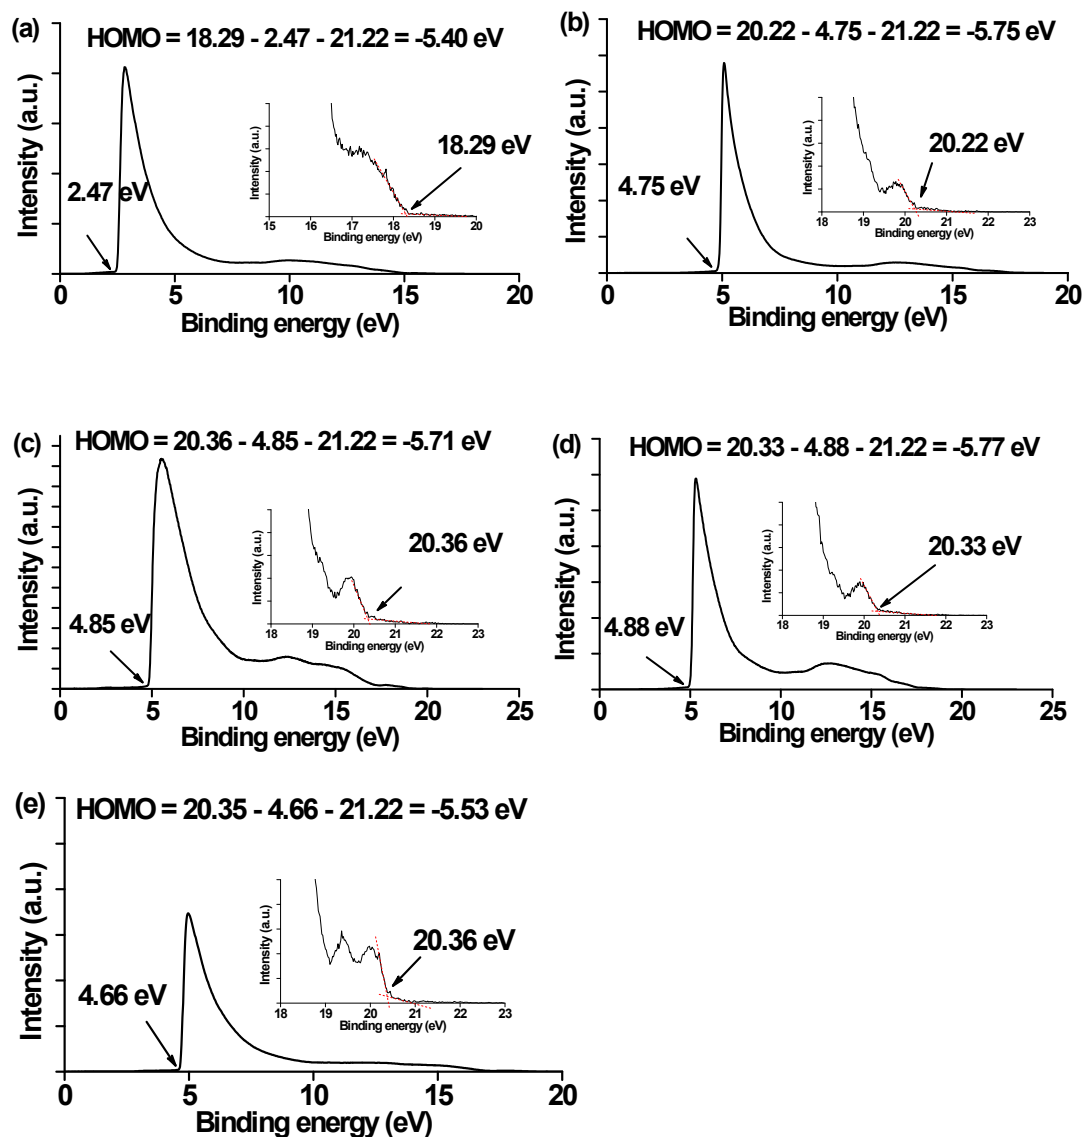 (a)
HOMO = 18.29 - 2.47 - 21.22 = -5.40 eV
Intensity (a.u.)
2.47 eV
18.29 eV
Intensity (a.u.)
15 16 17 18 19 20
Binding energy (eV)
0 5 10 15 20
Binding energy (eV)
(b)
HOMO = 20.22 - 4.75 - 21.22 = -5.75 eV
Intensity (a.u.)
4.75 eV
20.22 eV
Intensity (a.u.)
18 19 20 21 22 23
Binding energy (eV)
0 5 10 15 20
Binding energy (eV)
(c)
HOMO = 20.36 - 4.85 - 21.22 = -5.71 eV
Intensity (a.u.)
4.85 eV
20.36 eV
Intensity (a.u.)
18 19 20 21 22 23
Binding energy (eV)
0 5 10 15 20 25
Binding energy (eV)
(d)
HOMO = 20.33 - 4.88 - 21.22 = -5.77 eV
Intensity (a.u.)
4.88 eV
20.33 eV
Intensity (a.u.)
18 19 20 21 22 23
Binding energy (eV)
0 5 10 15 20 25
Binding energy (eV)
(e)
HOMO = 20.35 - 4.66 - 21.22 = -5.53 eV
Intensity (a.u.)
4.66 eV
20.36 eV
Intensity (a.u.)
18 19 20 21 22 23
Binding energy (eV)
0 5 10 15 20
Binding energy (eV)